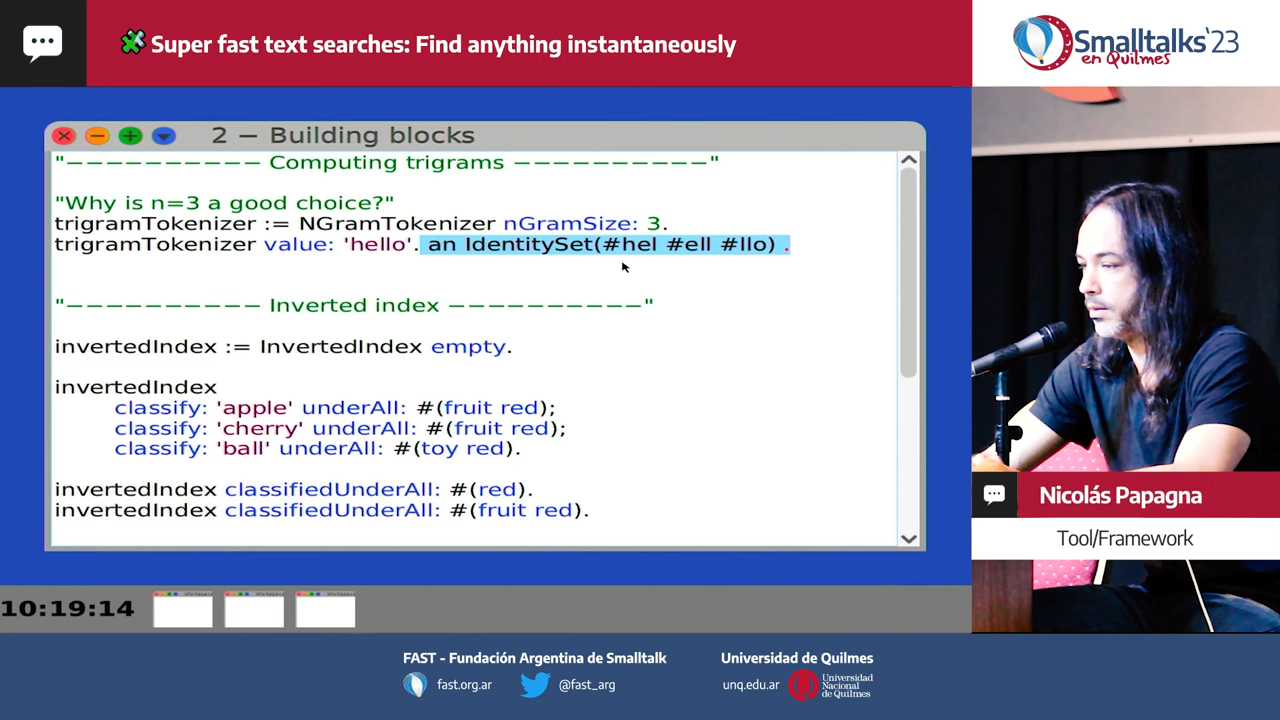 Super fast text searches: Find anything instantaneously
Smalltalks'23
en Quilmes
2 — Building blocks
"—————————— Computing trigrams ——————————"
"Why is n=3 a good choice?"
trigramTokenizer := NGramTokenizer nGramSize: 3.
trigramTokenizer value: 'hello'. an IdentitySet(#hel #ell #llo) .
"—————————— Inverted index ——————————"
invertedIndex := InvertedIndex empty.
invertedIndex
classify: 'apple' underAll: #(fruit red);
classify: 'cherry' underAll: #(fruit red);
classify: 'ball' underAll: #(toy red).
invertedIndex classifiedUnderAll: #(red).
invertedIndex classifiedUnderAll: #(fruit red).
Nicolás Papagna
Tool/Framework
10:19:14
FAST - Fundación Argentina de Smalltalk
fast.org.ar
@fast_arg
Universidad de Quilmes
unq.edu.ar
Universidad
Nacional
de Quilmes